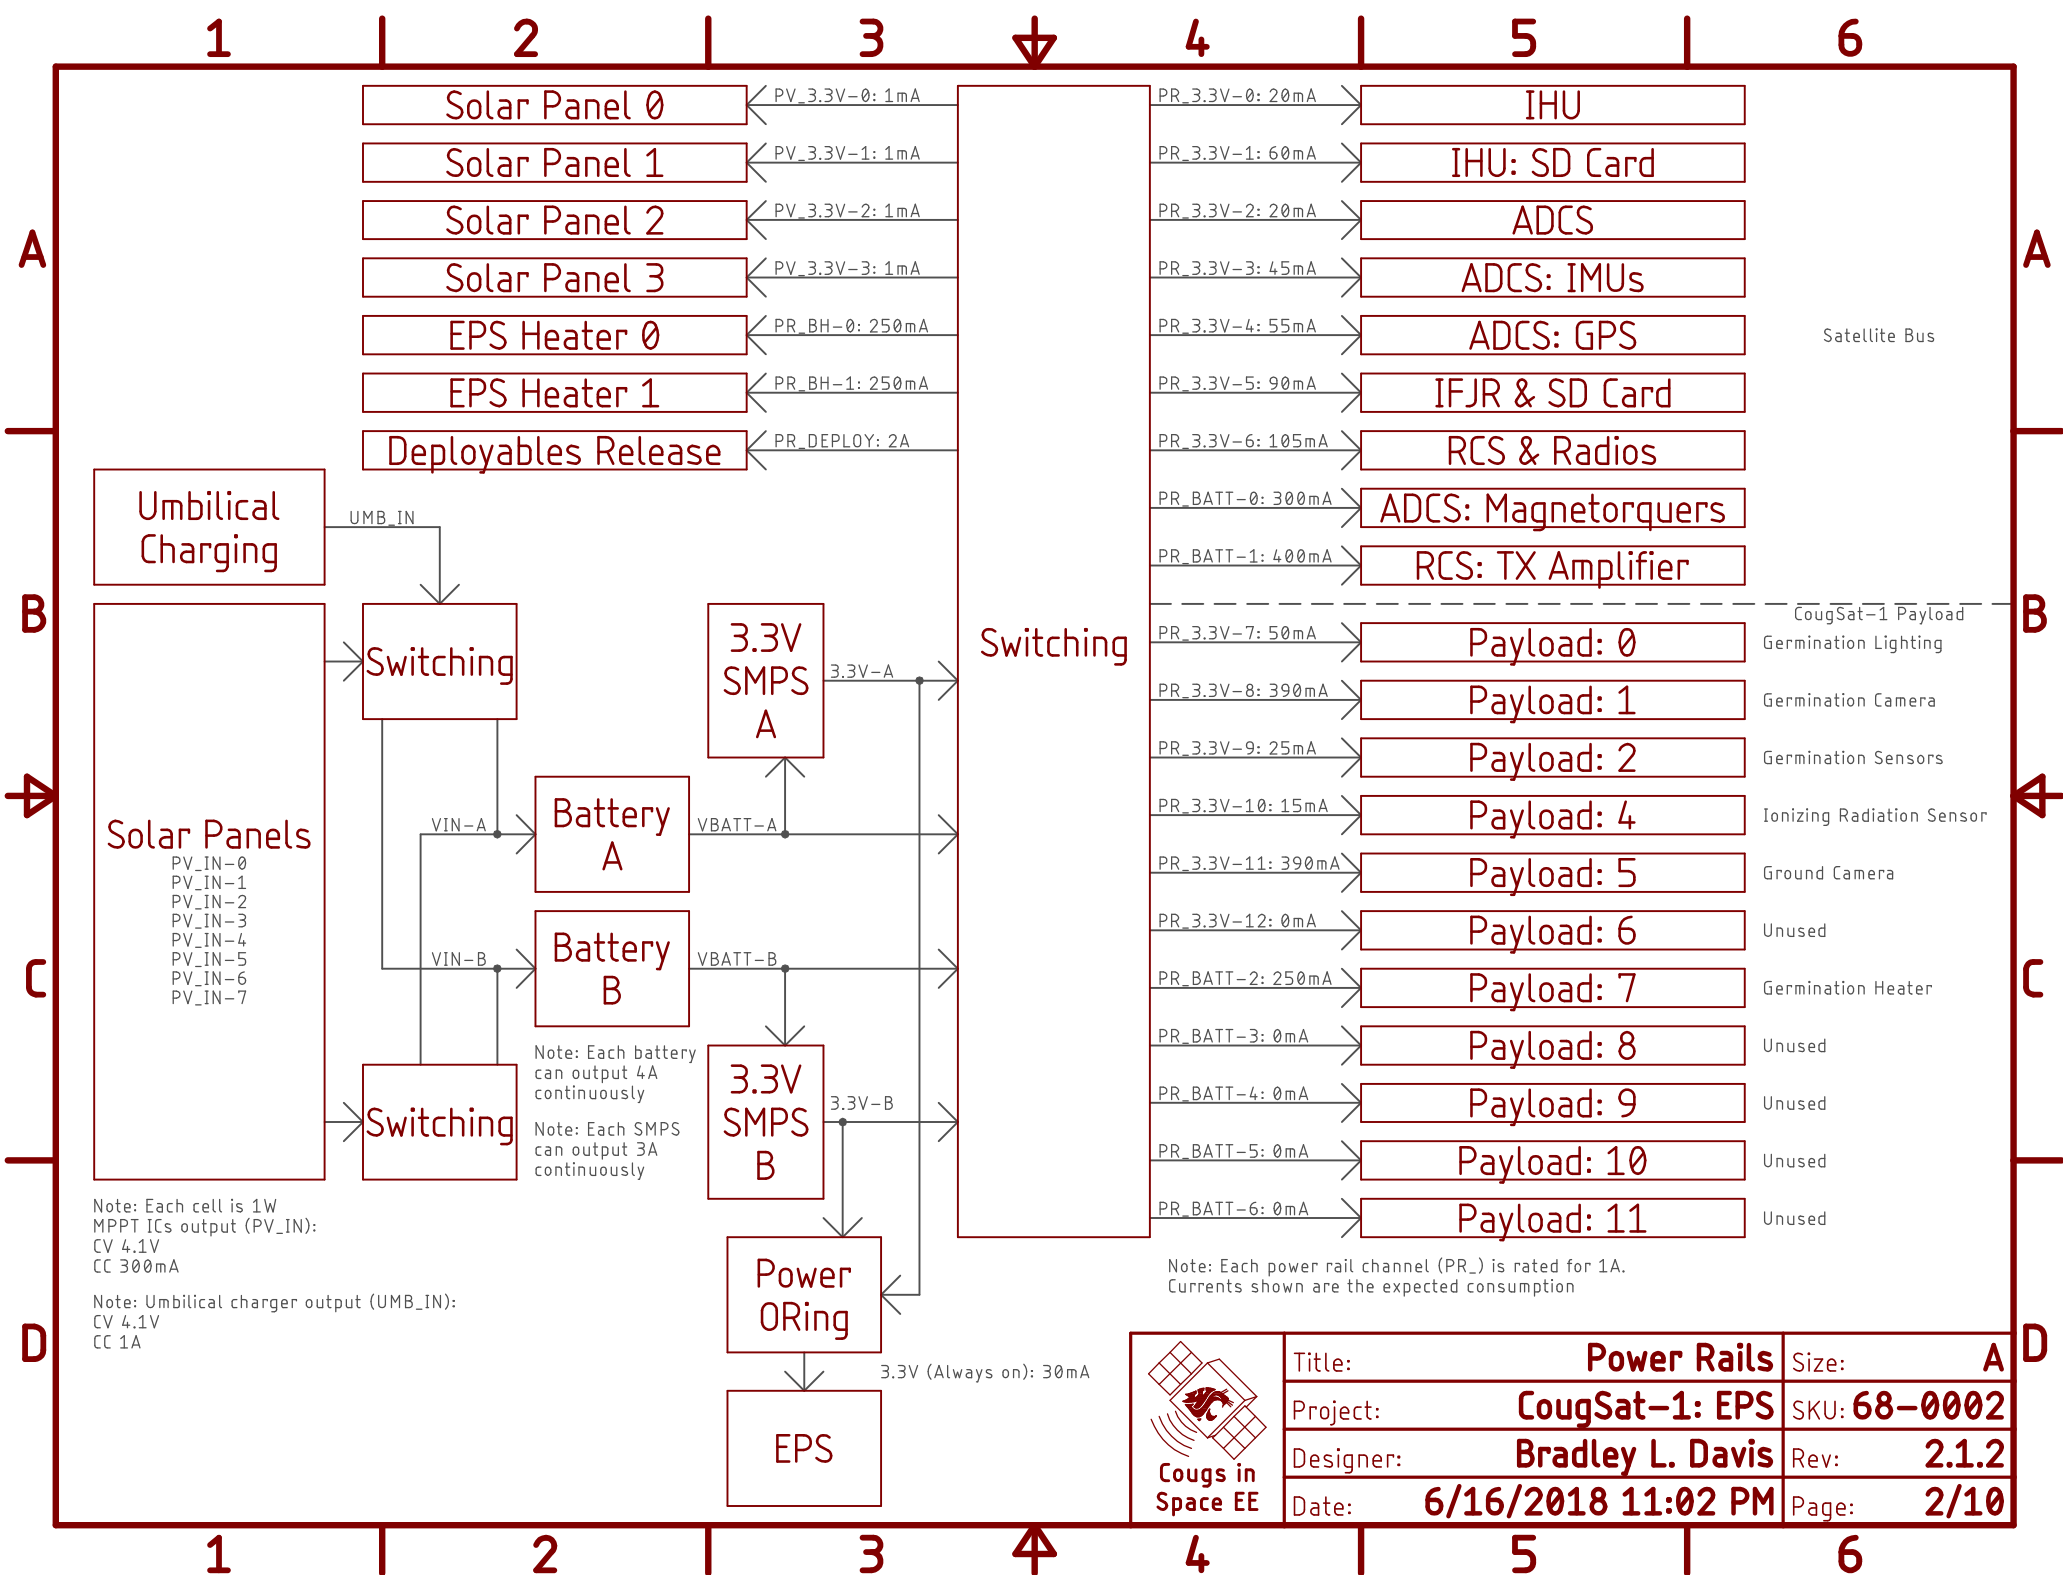 1 2 3 4 5 6
A
B
C
D
A
B
C
D
Solar Panel 0
Solar Panel 1
Solar Panel 2
Solar Panel 3
EPS Heater 0
EPS Heater 1
Deployables Release
PV_3.3V-0: 1mA
PV_3.3V-1: 1mA
PV_3.3V-2: 1mA
PV_3.3V-3: 1mA
PR_BH-0: 250mA
PR_BH-1: 250mA
PR_DEPLOY: 2A
Umbilical
Charging
UMB_IN
Switching
Solar Panels
PV_IN-0
PV_IN-1
PV_IN-2
PV_IN-3
PV_IN-4
PV_IN-5
PV_IN-6
PV_IN-7
Switching
VIN-A
Battery
A
VBATT-A
VIN-B
Battery
B
VBATT-B
Note: Each battery
can output 4A
continuously
Note: Each SMPS
can output 3A
continuously
3.3V
SMPS
A
3.3V-A
3.3V
SMPS
B
3.3V-B
Power
ORing
3.3V (Always on): 30mA
EPS
Note: Each cell is 1W
MPPT ICs output (PV_IN):
CV 4.1V
CC 300mA
Note: Umbilical charger output (UMB_IN):
CV 4.1V
CC 1A
Switching
PR_3.3V-0: 20mA
IHU
PR_3.3V-1: 60mA
IHU: SD Card
PR_3.3V-2: 20mA
ADCS
PR_3.3V-3: 45mA
ADCS: IMUs
PR_3.3V-4: 55mA
ADCS: GPS
Satellite Bus
PR_3.3V-5: 90mA
IFJR & SD Card
PR_3.3V-6: 105mA
RCS & Radios
PR_BATT-0: 300mA
ADCS: Magnetorquers
PR_BATT-1: 400mA
RCS: TX Amplifier
CougSat-1 Payload
PR_3.3V-7: 50mA
Payload: 0
Germination Lighting
PR_3.3V-8: 390mA
Payload: 1
Germination Camera
PR_3.3V-9: 25mA
Payload: 2
Germination Sensors
PR_3.3V-10: 15mA
Payload: 4
Ionizing Radiation Sensor
PR_3.3V-11: 390mA
Payload: 5
Ground Camera
PR_3.3V-12: 0mA
Payload: 6
Unused
PR_BATT-2: 250mA
Payload: 7
Germination Heater
PR_BATT-3: 0mA
Payload: 8
Unused
PR_BATT-4: 0mA
Payload: 9
Unused
PR_BATT-5: 0mA
Payload: 10
Unused
PR_BATT-6: 0mA
Payload: 11
Unused
Note: Each power rail channel (PR_) is rated for 1A.
Currents shown are the expected consumption
Cougs in
Space EE
Title: Power Rails Size: A
Project: CougSat-1: EPS SKU: 68-0002
Designer: Bradley L. Davis Rev: 2.1.2
Date: 6/16/2018 11:02 PM Page: 2/10
1 2 3 4 5 6